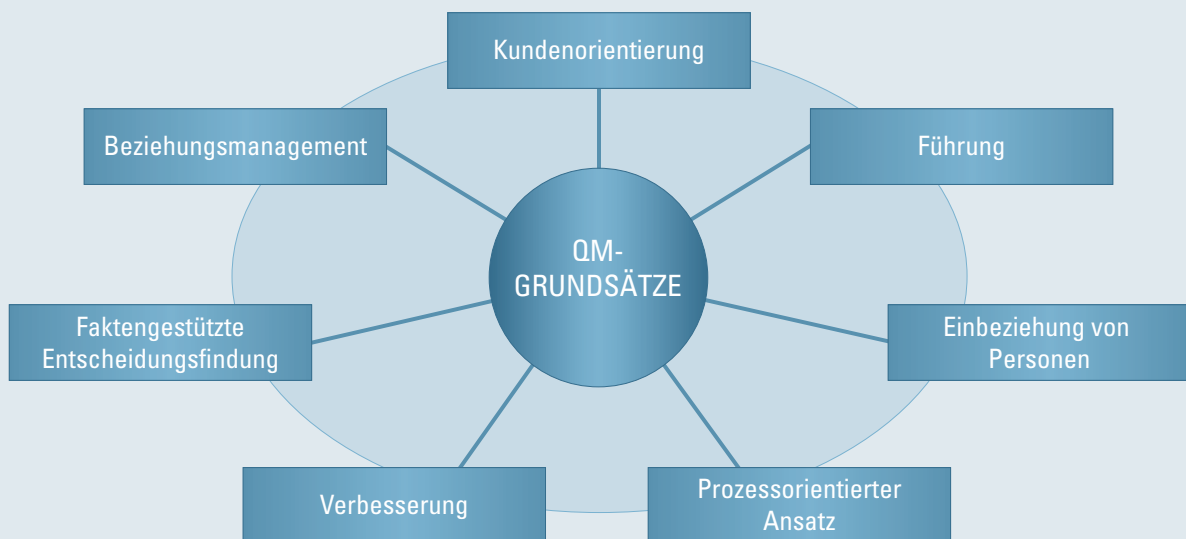 Kundenorientierung
Beziehungsmanagement
Führung
QM-
GRUNDSÄTZE
Faktengestützte
Entscheidungsfindung
Einbeziehung von
Personen
Verbesserung
Prozessorientierter
Ansatz